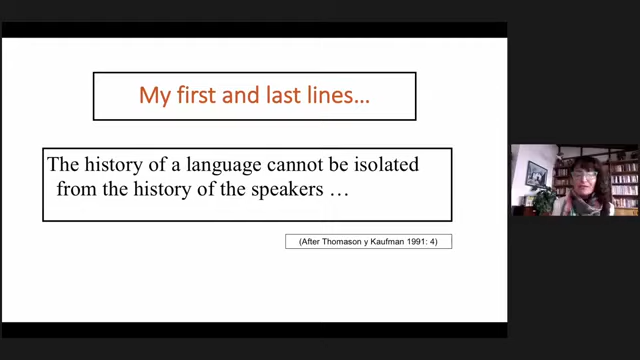 My first and last lines…
The history of a language cannot be isolated
from the history of the speakers …
(After Thomason y Kaufman 1991: 4)